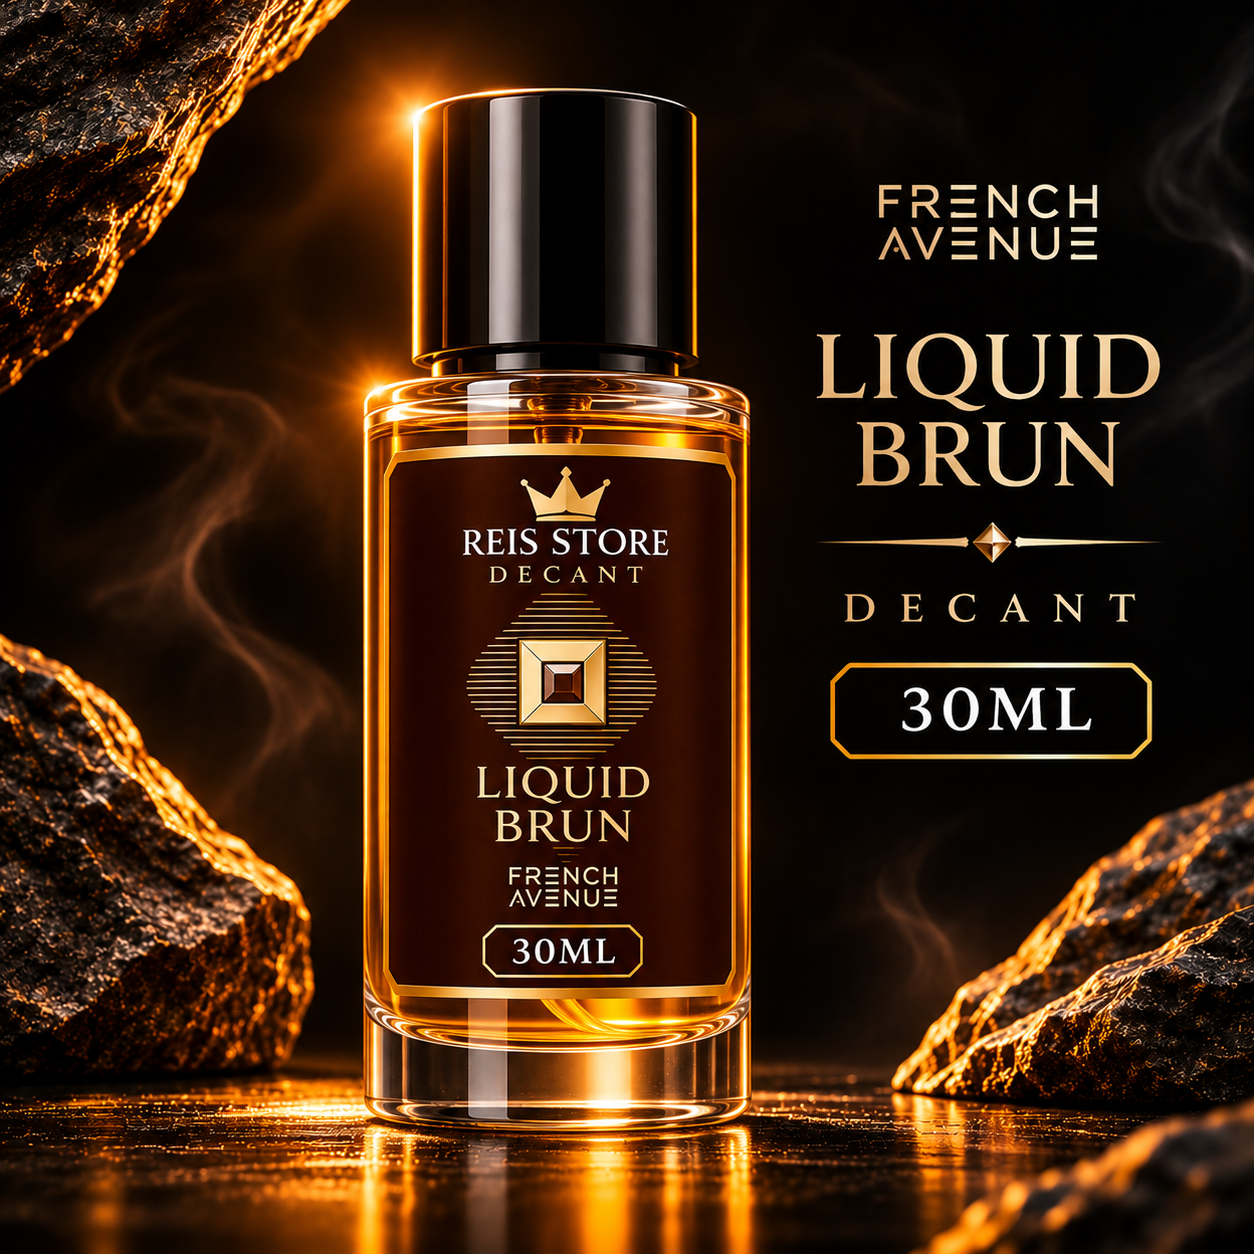 REIS STORE
DECANT
LIQUID
BRUN
FRENCH
AVENUE
30ML
FRENCH
AVENUE
LIQUID
BRUN
DECANT
30ML